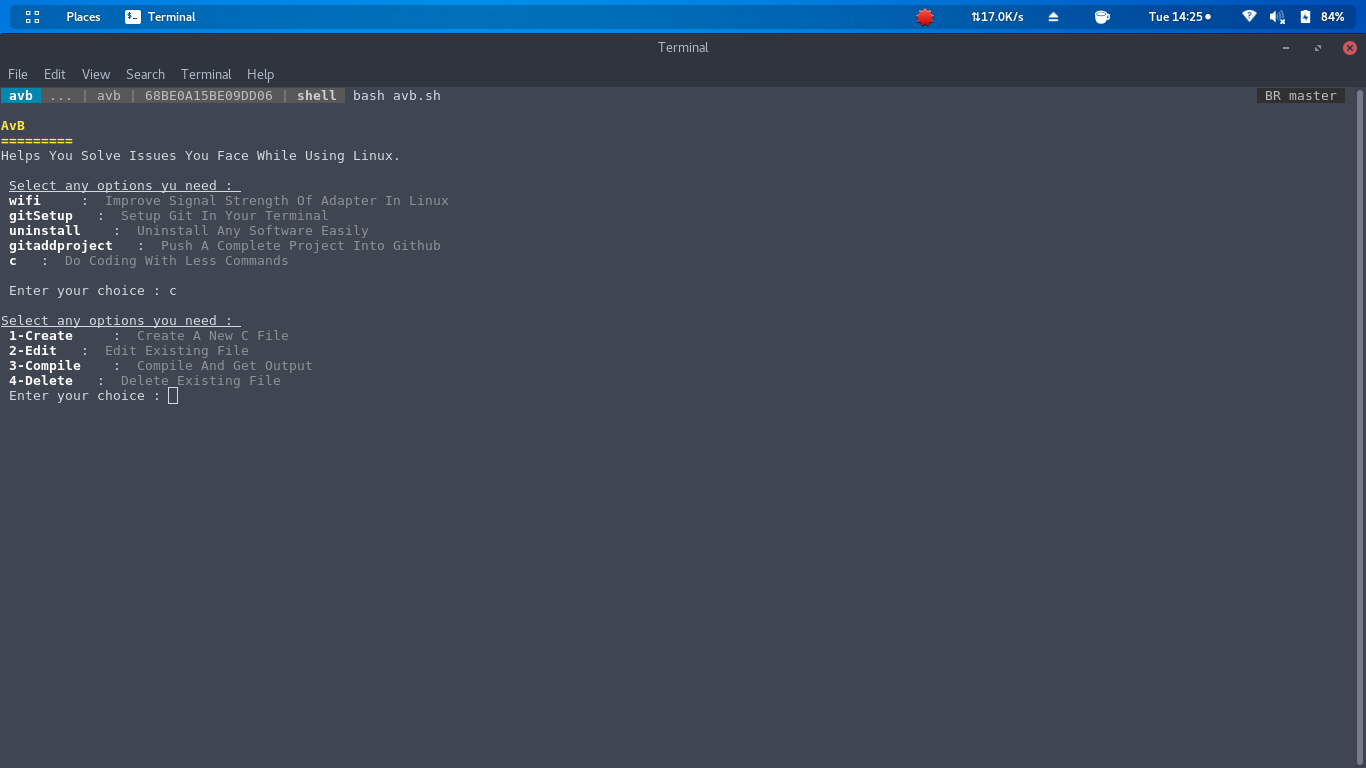 Places Terminal ⇅17.0K/s Tue 14:25● 84%
Terminal
File Edit View Search Terminal Help
avb ... | avb | 68BE0A15BE09DD06 | shell bash avb.sh BR master
AvB
=========
Helps You Solve Issues You Face While Using Linux.
Select any options yu need :
wifi : Improve Signal Strength Of Adapter In Linux
gitSetup : Setup Git In Your Terminal
uninstall : Uninstall Any Software Easily
gitaddproject : Push A Complete Project Into Github
c : Do Coding With Less Commands
Enter your choice : c
Select any options you need :
1-Create : Create A New C File
2-Edit : Edit Existing File
3-Compile : Compile And Get Output
4-Delete : Delete Existing File
Enter your choice :